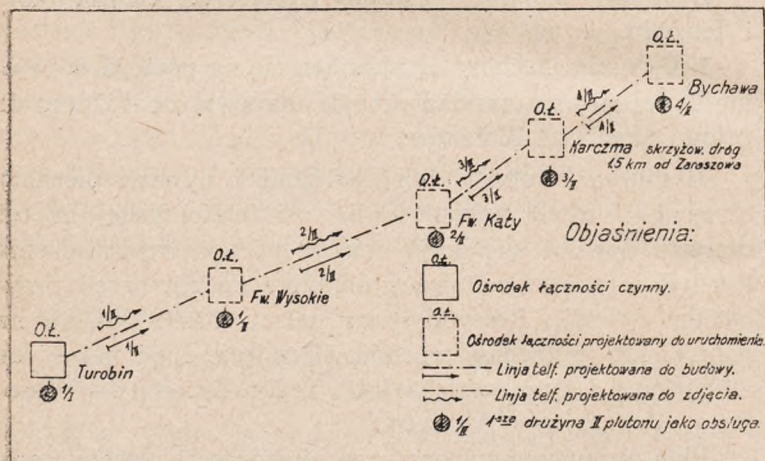 O.Ł.
Bychawa
4/II
4/II
4/II
O.Ł.
Karczma skrzyżow. dróg
1,5 km od Zaraszowa
3/II
3/II
3/II
O.Ł.
Fw. Kąty
2/II
2/II
2/II
O.Ł.
Fw. Wysokie
1/II
1/II
1/II
O.Ł.
Turobin
1/I
Objaśnienia:
O.Ł.
Ośrodek łączności czynny.
O.Ł.
Ośrodek łączności projektowany do uruchomienia.
Linja telf. projektowana do budowy.
Linja telf. projektowana do zdjęcia.
1/II 1-sza drużyna II plutonu jako obsługa.